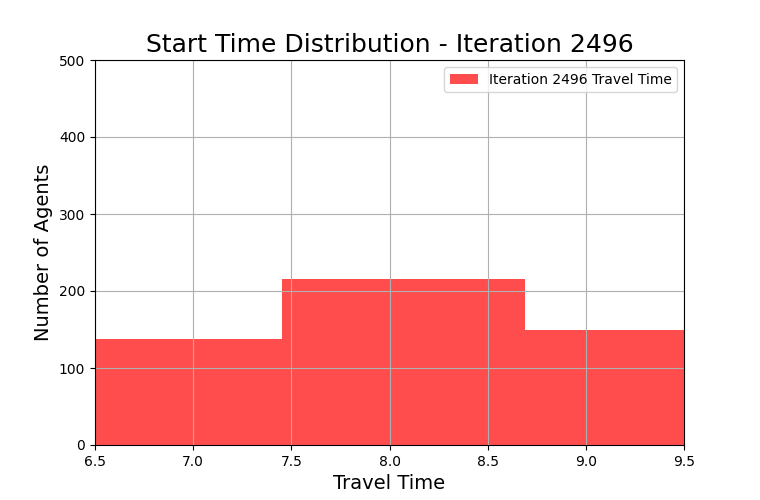 Start Time Distribution - Iteration 2496
Iteration 2496 Travel Time
Number of Agents
500
400
300
200
100
0
6.5 7.0 7.5 8.0 8.5 9.0 9.5
Travel Time